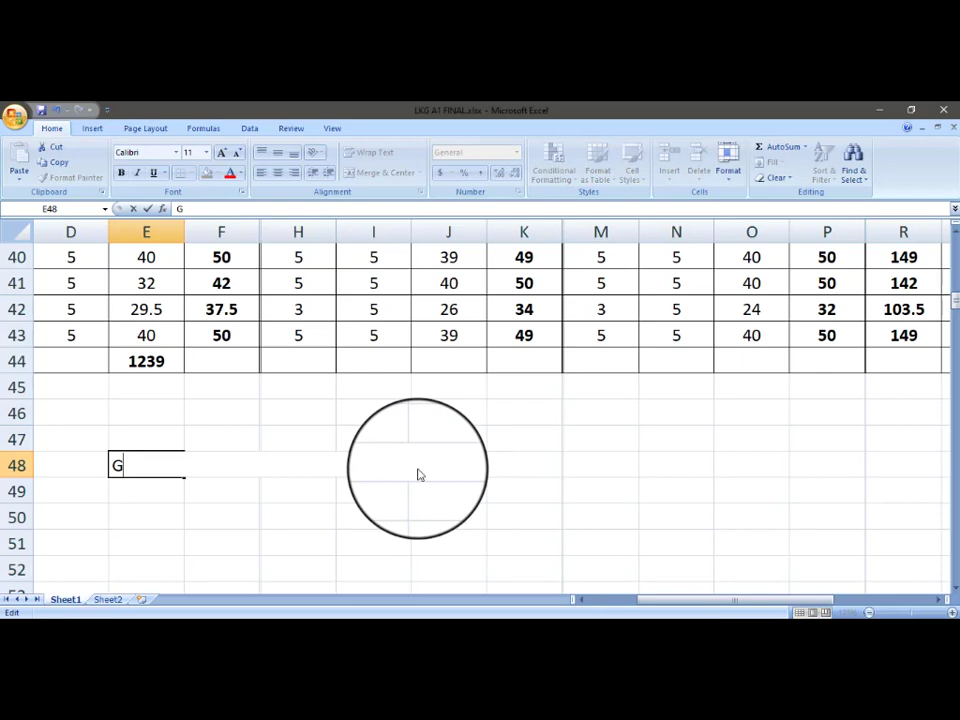 LKG A1 FINAL.xlsx - Microsoft Excel
Home Insert Page Layout Formulas Data Review View
Cut
Copy
Format Painter
Paste
Clipboard
Calibri 11
B I U
A A
Font
Wrap Text
Merge & Center
Alignment
General
$ % ,
Number
Conditional Formatting
Format as Table
Cell Styles
Styles
Insert Delete Format
Cells
Σ AutoSum
Fill
Clear
Sort & Filter
Find & Select
Editing
E48 fx G
D E F H I J K M N O P R
40 5 40 50 5 5 39 49 5 5 40 50 149
41 5 32 42 5 5 40 50 5 5 40 50 142
42 5 29.5 37.5 3 5 26 34 3 5 24 32 103.5
43 5 40 50 5 5 39 49 5 5 40 50 149
44 1239
45
46
47
48 G
49
50
51
52
Sheet1 Sheet2
Edit